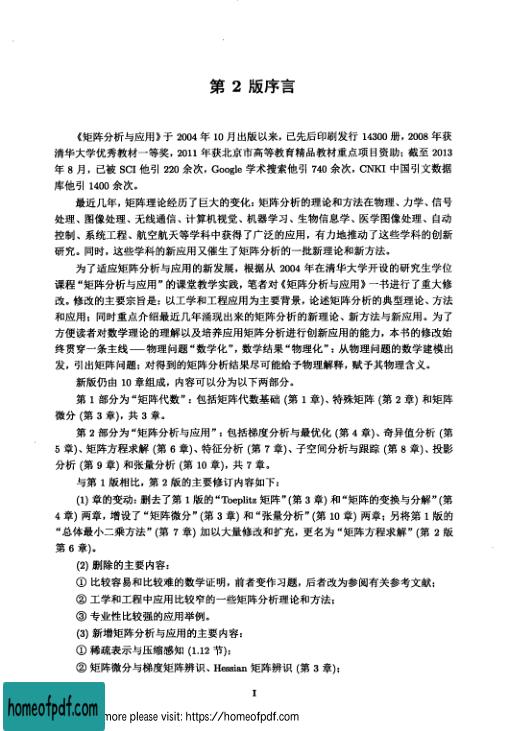 第 2 版序言
《矩阵分析与应用》于 2004 年 10 月出版以来，已先后印刷发行 14300 册，2008 年获
清华大学优秀教材一等奖，2011 年获北京市高等教育精品教材重点项目资助；截至 2013
年 8 月，已被 SCI 他引 220 余次，Google 学术搜索他引 740 余次，CNKI 中国引文数据
库他引 1400 余次。
最近几年，矩阵理论经历了巨大的变化：矩阵分析的理论和方法在物理、力学、信号
处理、图像处理、无线通信、计算机视觉、机器学习、生物信息学、医学图像处理、自动
控制、系统工程、航空航天等学科中获得了广泛的应用，有力地推动了这些学科的创新
研究。同时，这些学科的新应用又催生了矩阵分析的一批新理论和新方法。
为了适应矩阵分析与应用的新发展，根据从 2004 年在清华大学开设的研究生学位
课程“矩阵分析与应用”的课堂教学实践，笔者对《矩阵分析与应用》一书进行了重大修
改。修改的主要宗旨是：以工学和工程应用为主要背景，论述矩阵分析的典型理论、方法
和应用；同时重点介绍最近几年涌现出来的矩阵分析的新理论、新方法与新应用。为了
方便读者对数学理论的理解以及培养应用矩阵分析进行创新应用的能力，本书的修改始
终贯穿一条主线——物理问题“数学化”，数学结果“物理化”：从物理问题的数学建模出
发，引出矩阵问题；对得到的矩阵分析结果尽可能给予物理解释，赋予其物理含义。
新版仍由 10 章组成，内容可以分为以下两部分。
第 1 部分为“矩阵代数”：包括矩阵代数基础 (第 1 章)、特殊矩阵 (第 2 章) 和矩阵
微分 (第 3 章)，共 3 章。
第 2 部分为“矩阵分析与应用”：包括梯度分析与最优化 (第 4 章)、奇异值分析 (第
5 章)、矩阵方程求解 (第 6 章)、特征分析 (第 7 章)、子空间分析与跟踪 (第 8 章)、投影
分析 (第 9 章) 和张量分析 (第 10 章)，共 7 章。
与第 1 版相比，第 2 版的主要修订内容如下：
(1) 章的变动：删去了第 1 版的“Toeplitz 矩阵”(第 3 章) 和“矩阵的变换与分解”(第
4 章) 两章，增设了“矩阵微分”(第 3 章) 和“张量分析”(第 10 章) 两章；另将第 1 版的
“总体最小二乘方法”(第 7 章) 加以大量修改和扩充，更名为“矩阵方程求解”(第 2 版
第 6 章)。
(2) 删除的主要内容：
① 比较容易和比较难的数学证明，前者变作习题，后者改为参阅有关参考文献；
② 工学和工程中应用比较窄的一些矩阵分析理论和方法；
③ 专业性比较强的应用举例。
(3) 新增矩阵分析与应用的主要内容：
① 稀疏表示与压缩感知 (1.12 节)；
② 矩阵微分与梯度矩阵辨识、Hessian 矩阵辨识 (第 3 章)；
I
homeofpdf.com
more please visit: https://homeofpdf.com